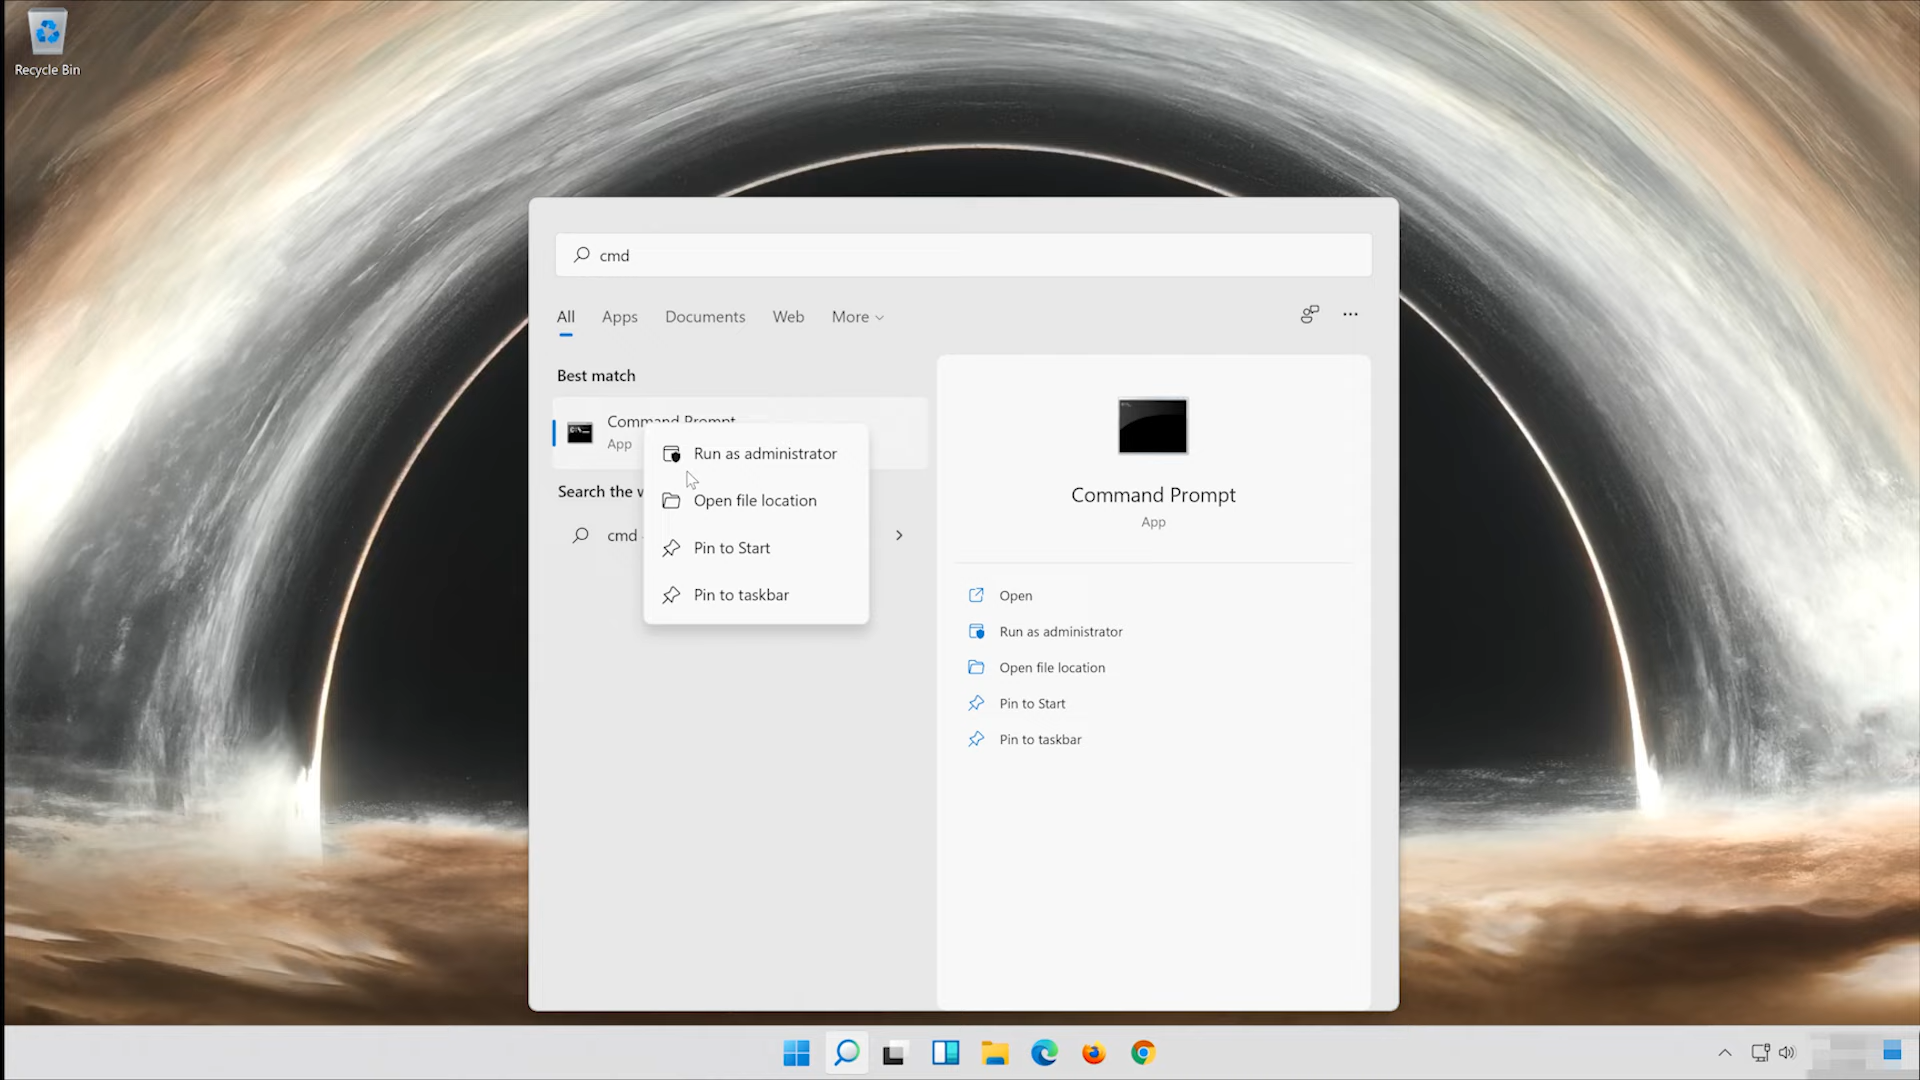 Recycle Bin
cmd
All Apps Documents Web More
Best match
Command Prompt
App
Run as administrator
Open file location
Pin to Start
Pin to taskbar
Search the w
cmd
Command Prompt
App
Open
Run as administrator
Open file location
Pin to Start
Pin to taskbar